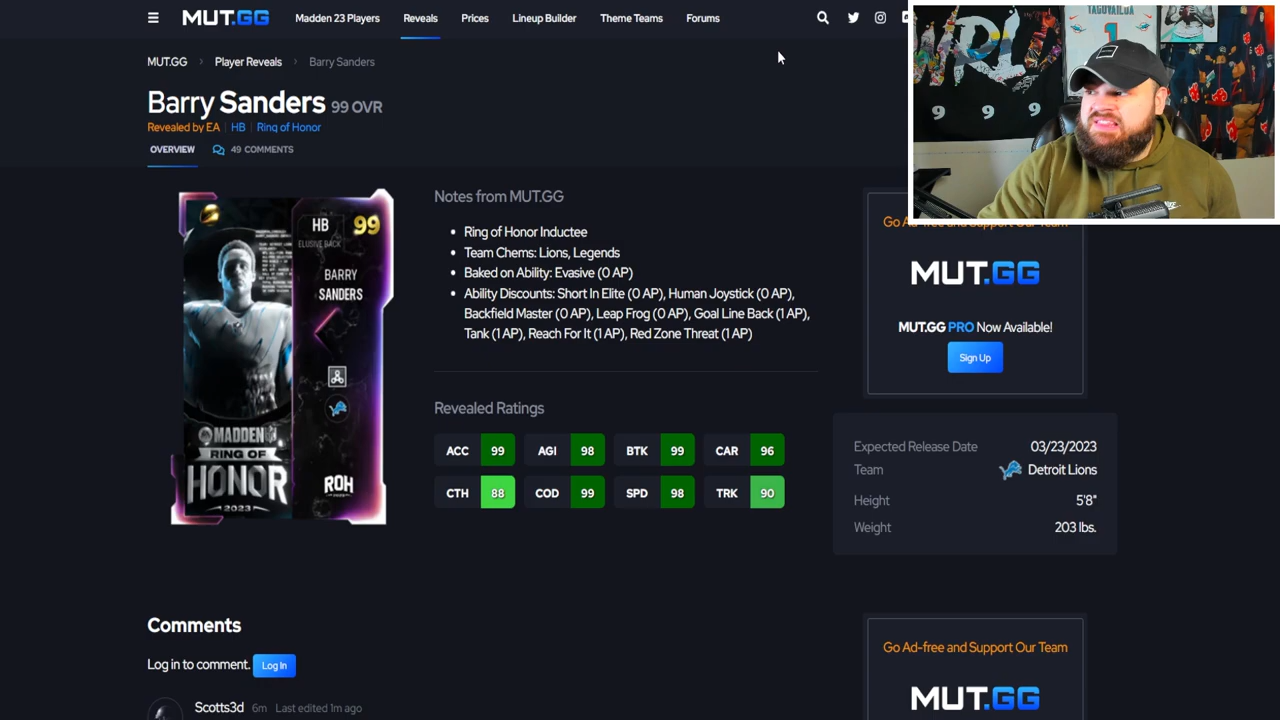 MUT.GG
Madden 23 Players
Reveals
Prices
Lineup Builder
Theme Teams
Forums
MUT.GG > Player Reveals > Barry Sanders
Barry Sanders 99 OVR
Revealed by EA | HB | Ring of Honor
OVERVIEW
49 COMMENTS
HB 99
ELUSIVE BACK
BARRY
SANDERS
MADDEN
RING OF
HONOR
2023
ROH
Notes from MUT.GG
Ring of Honor Inductee
Team Chems: Lions, Legends
Baked on Ability: Evasive (0 AP)
Ability Discounts: Short In Elite (0 AP), Human Joystick (0 AP),
Backfield Master (0 AP), Leap Frog (0 AP), Goal Line Back (1 AP),
Tank (1 AP), Reach For It (1 AP), Red Zone Threat (1 AP)
Revealed Ratings
ACC 99 AGI 98 BTK 99 CAR 96
CTH 88 COD 99 SPD 98 TRK 90
1
9 9 9
MUT.GG
MUT.GG PRO Now Available!
Sign Up
Expected Release Date 03/23/2023
Team Detroit Lions
Height 5'8"
Weight 203 lbs.
Comments
Log in to comment. Log In
Scotts3d 6m Last edited 1m ago
Go Ad-free and Support Our Team
MUT.GG